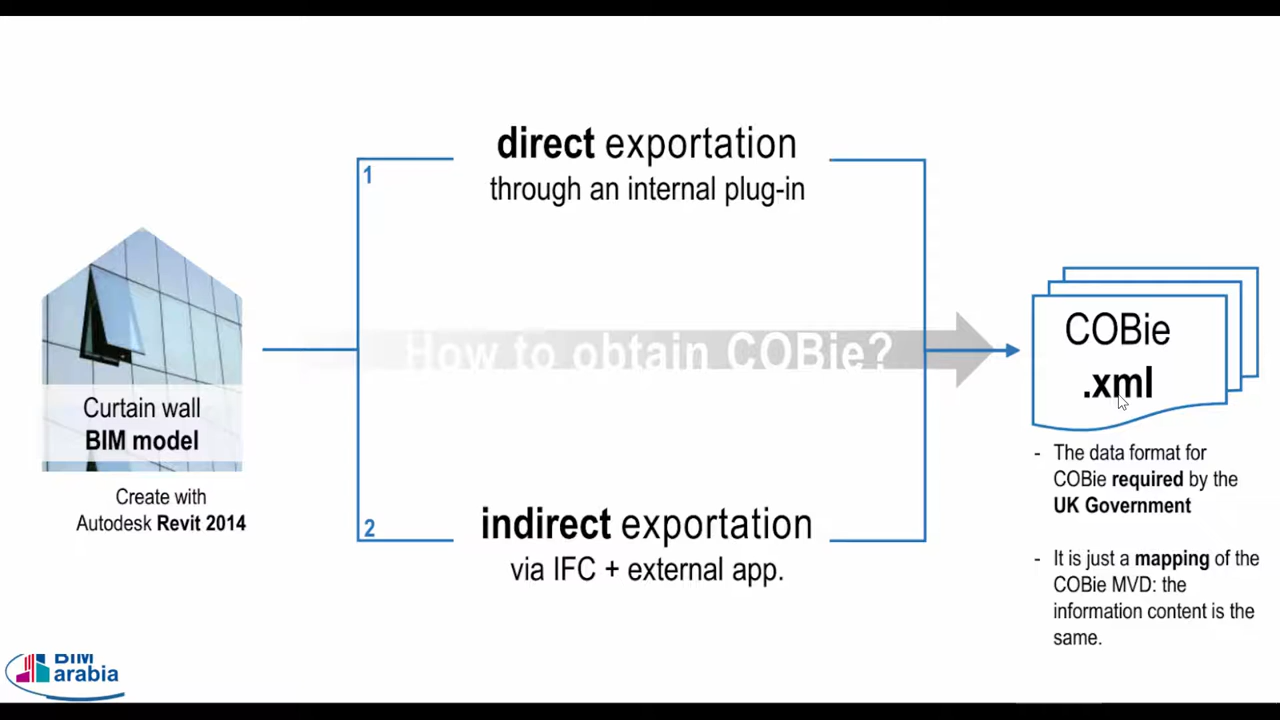 direct exportation
1
through an internal plug-in
How to obtain COBie?
COBie
.xml
Curtain wall
BIM model
Create with
Autodesk Revit 2014
- The data format for
COBie required by the
UK Government
2
indirect exportation
via IFC + external app.
- It is just a mapping of the
COBie MVD: the
information content is the
same.
BIM
arabia